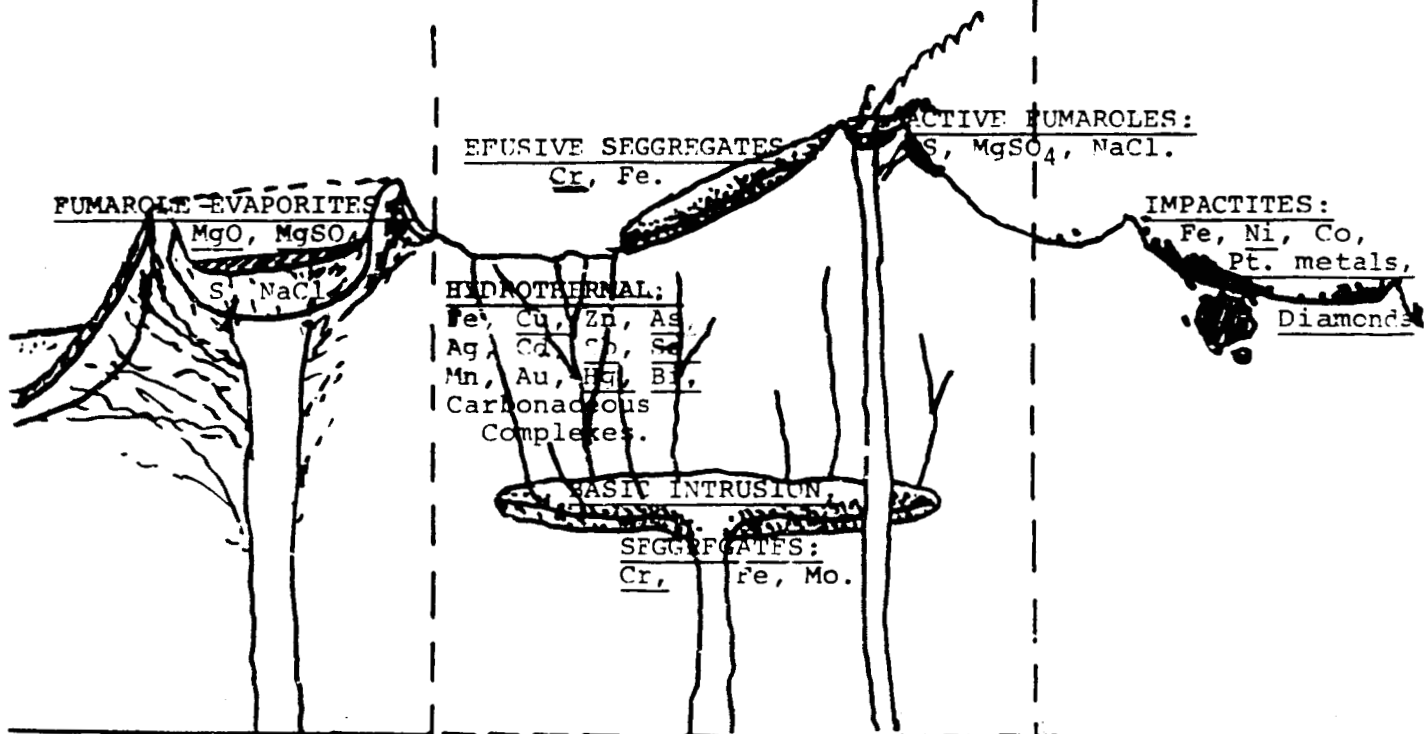 EFUSIVE SEGGREGATES
Cr, Fe.
ACTIVE FUMAROLES:
S, MgSO4, NaCl.
FUMAROLE-EVAPORITES
MgO, MgSO4
S, NaCl
IMPACTITES:
Fe, Ni, Co,
Pt. metals,
Diamonds
HYDROTHERMAL:
Fe, Cu, Zn, As,
Ag, Cd, Sb, Se,
Mn, Au, Hg, Bi,
Carbonaceous
Complexes.
BASIC INTRUSION,
SEGGREGATES:
Cr, Fe, Mo.